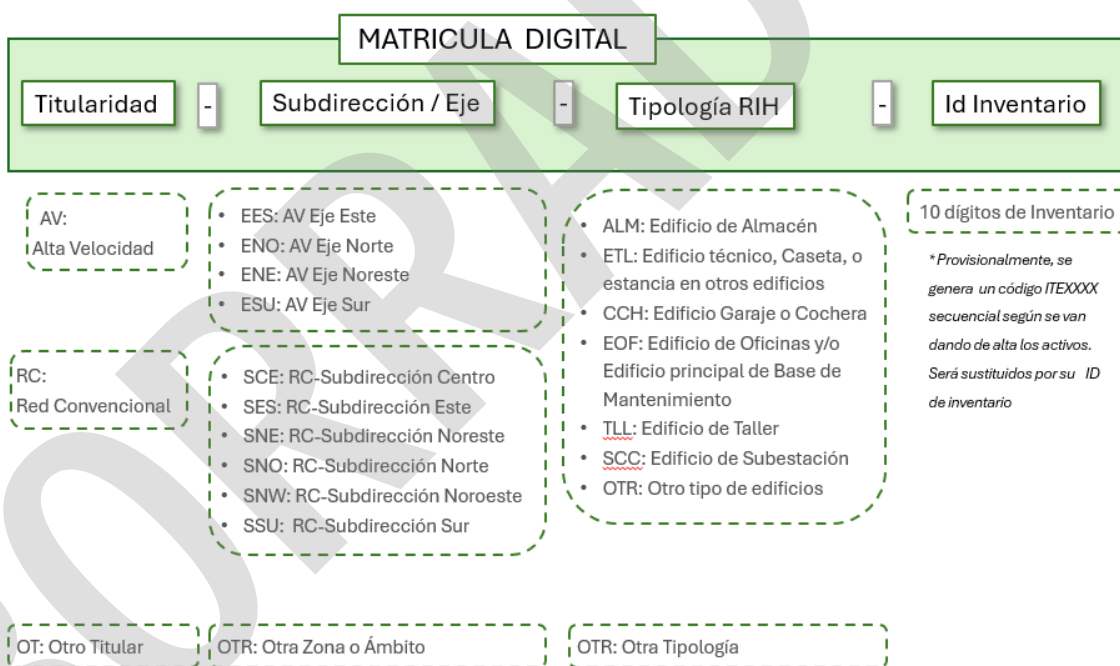 MATRICULA DIGITAL
Titularidad - Subdirección / Eje - Tipología RIH - Id Inventario
AV:
Alta Velocidad
• EES: AV Eje Este
• ENO: AV Eje Norte
• ENE: AV Eje Noreste
• ESU: AV Eje Sur
RC:
Red Convencional
• SCE: RC-Subdirección Centro
• SES: RC-Subdirección Este
• SNE: RC-Subdirección Noreste
• SNO: RC-Subdirección Norte
• SNW: RC-Subdirección Noroeste
• SSU: RC-Subdirección Sur
• ALM: Edificio de Almacén
• ETL: Edificio técnico, Caseta, o
estancia en otros edificios
• CCH: Edificio Garaje o Cochera
• EOF: Edificio de Oficinas y/o
Edificio principal de Base de
Mantenimiento
• TLL: Edificio de Taller
• SCC: Edificio de Subestación
• OTR: Otro tipo de edificios
10 dígitos de Inventario
*Provisionalmente, se
genera un código ITEXXXX
secuencial según se van
dando de alta los activos.
Será sustituidos por su ID
de inventario
OT: Otro Titular
OTR: Otra Zona o Ámbito
OTR: Otra Tipología